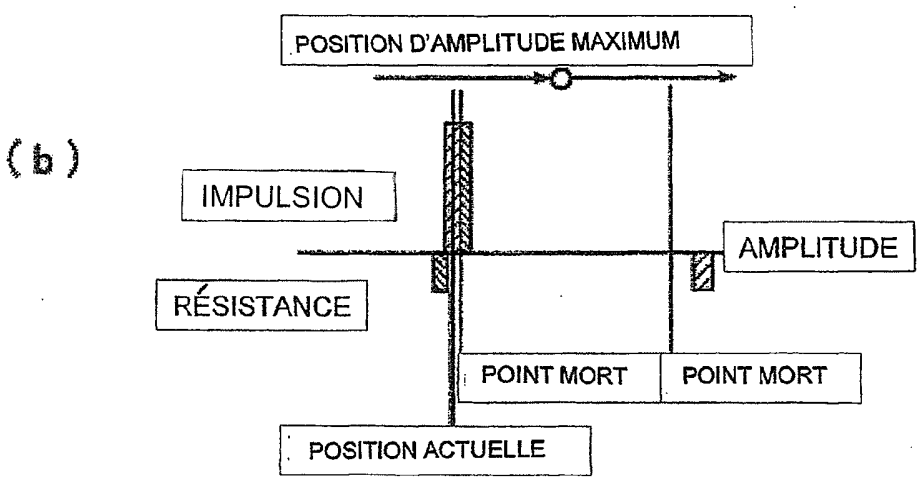 POSITION D'AMPLITUDE MAXIMUM
(b)
IMPULSION
AMPLITUDE
RÉSISTANCE
POINT MORT POINT MORT
POSITION ACTUELLE